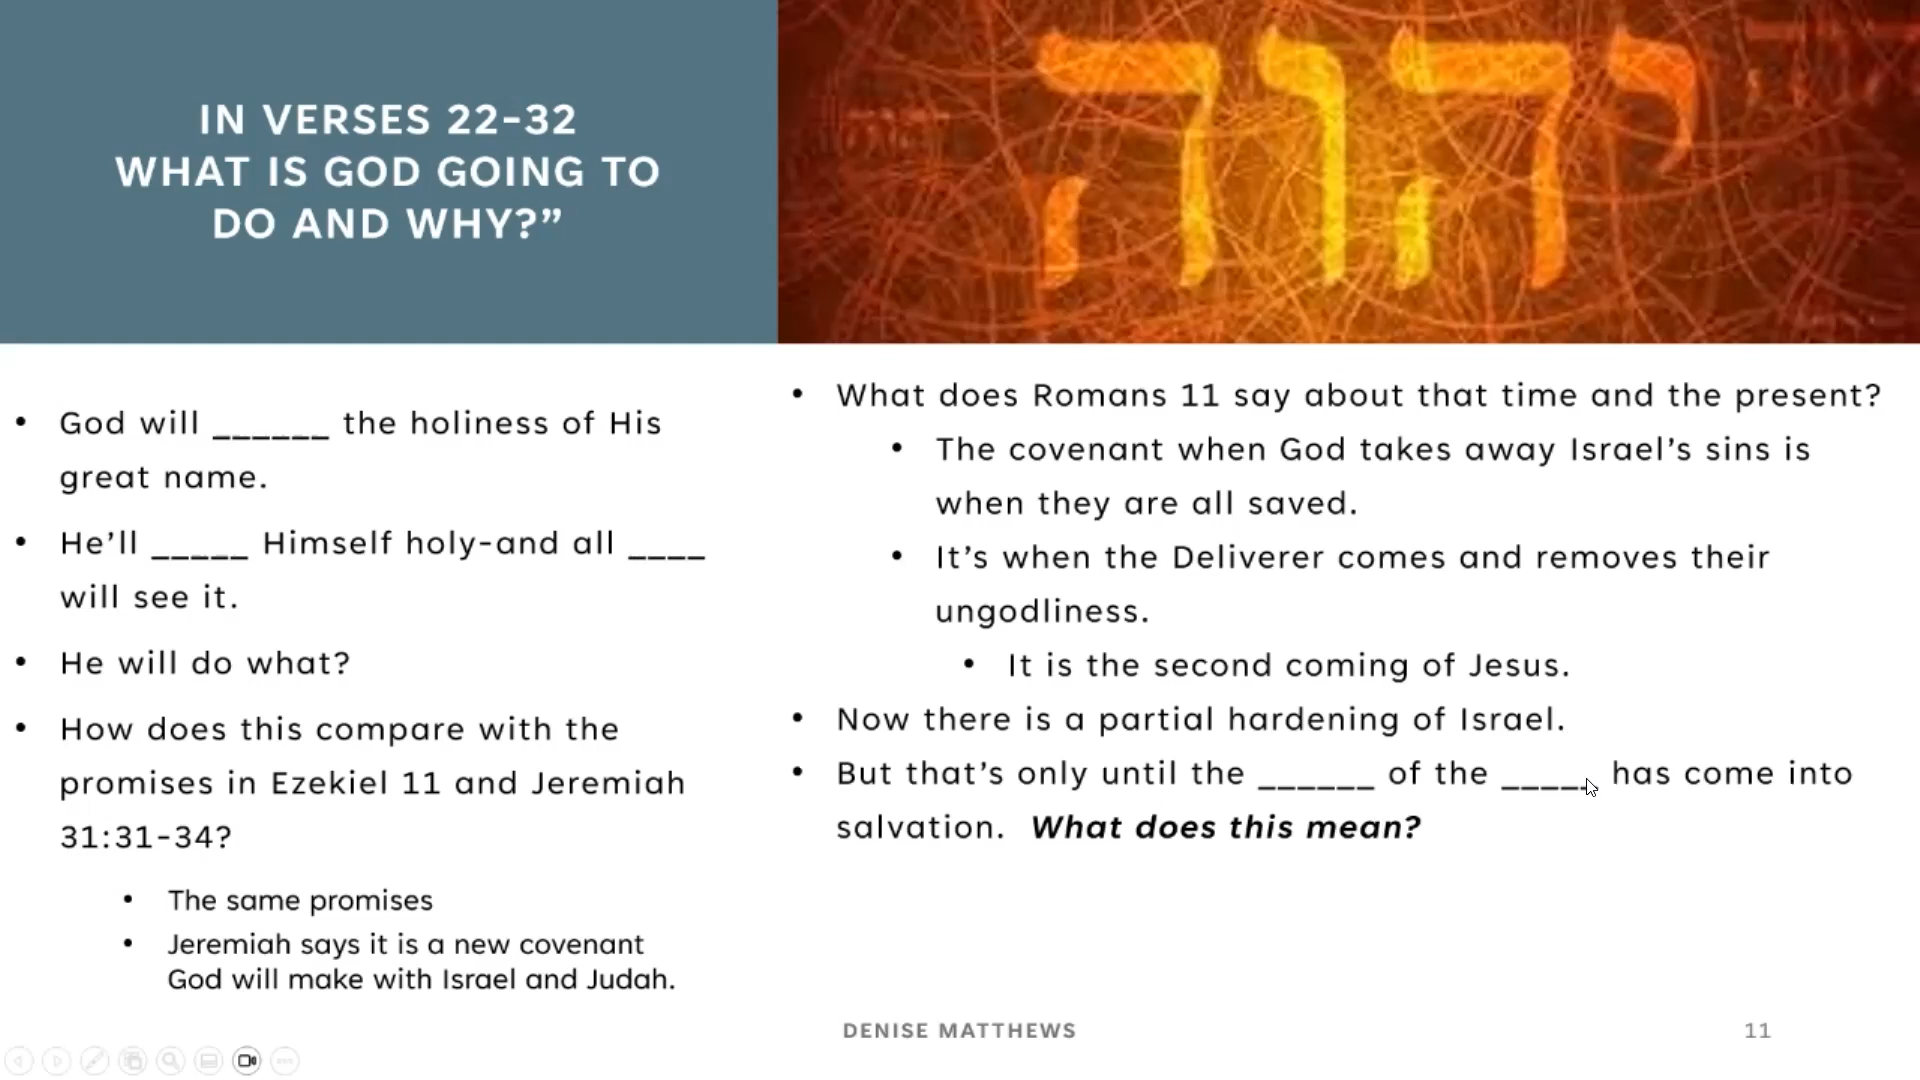 IN VERSES 22-32
WHAT IS GOD GOING TO
DO AND WHY?”
יהוה
• God will ______ the holiness of His
great name.
• He’ll _____ Himself holy-and all ____
will see it.
• He will do what?
• How does this compare with the
promises in Ezekiel 11 and Jeremiah
31:31-34?
• The same promises
• Jeremiah says it is a new covenant
God will make with Israel and Judah.
• What does Romans 11 say about that time and the present?
• The covenant when God takes away Israel’s sins is
when they are all saved.
• It’s when the Deliverer comes and removes their
ungodliness.
• It is the second coming of Jesus.
• Now there is a partial hardening of Israel.
• But that’s only until the ______ of the _____ has come into
salvation. What does this mean?
DENISE MATTHEWS
11